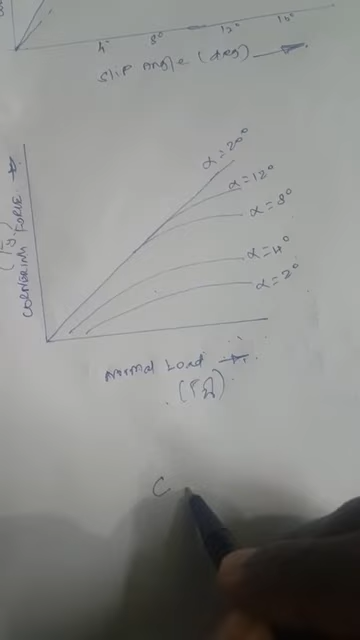 4° 8° 12° 16°
Slip Angle (deg)
α=20°
α=12°
α=8°
α=4°
α=2°
CORNERING FORCE
Normal Load
C